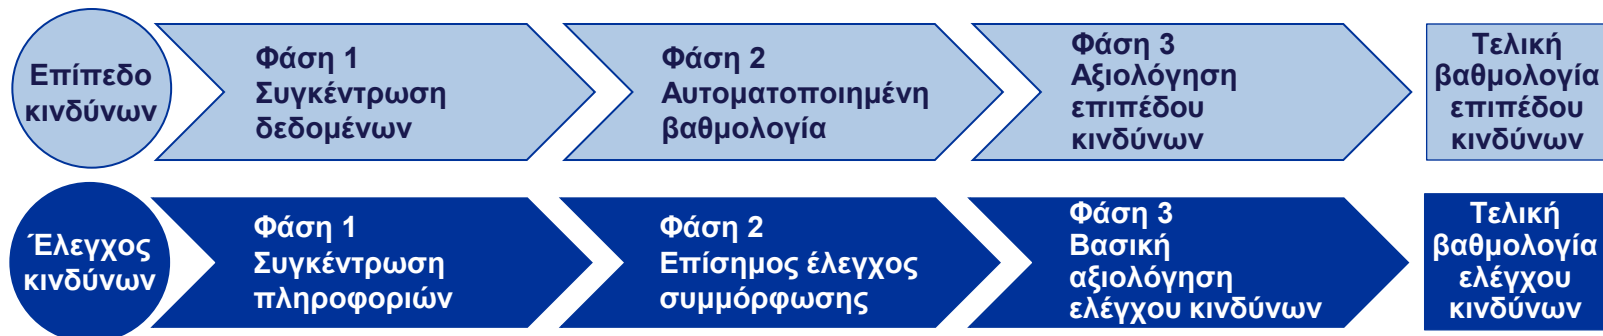 Επίπεδο
κινδύνων
Φάση 1
Συγκέντρωση
δεδομένων
Φάση 2
Αυτοματοποιημένη
βαθμολογία
Φάση 3
Αξιολόγηση
επιπέδου
κινδύνων
Τελική
βαθμολογία
επιπέδου
κινδύνων
Έλεγχος
κινδύνων
Φάση 1
Συγκέντρωση
πληροφοριών
Φάση 2
Επίσημος έλεγχος
συμμόρφωσης
Φάση 3
Βασική
αξιολόγηση
ελέγχου κινδύνων
Τελική
βαθμολογία
ελέγχου
κινδύνων